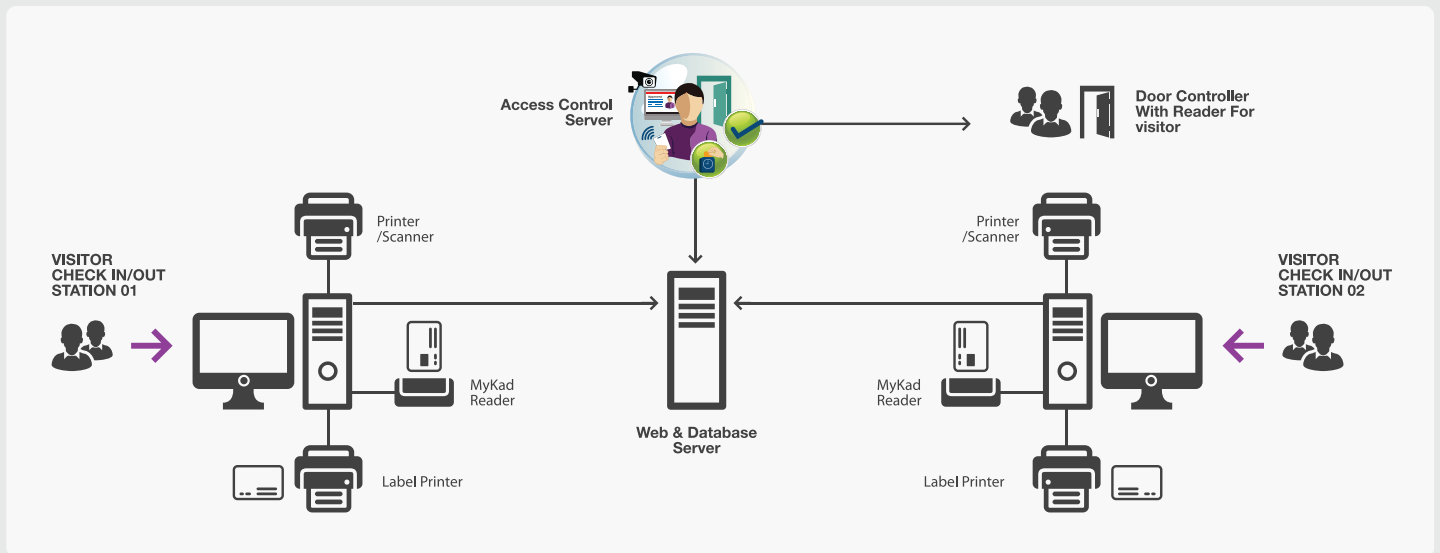 Access Control
Server
Door Controller
With Reader For
visitor
Printer
/Scanner
Printer
/Scanner
VISITOR
CHECK IN/OUT
STATION 01
VISITOR
CHECK IN/OUT
STATION 02
MyKad
Reader
MyKad
Reader
Web & Database
Server
Label Printer
Label Printer